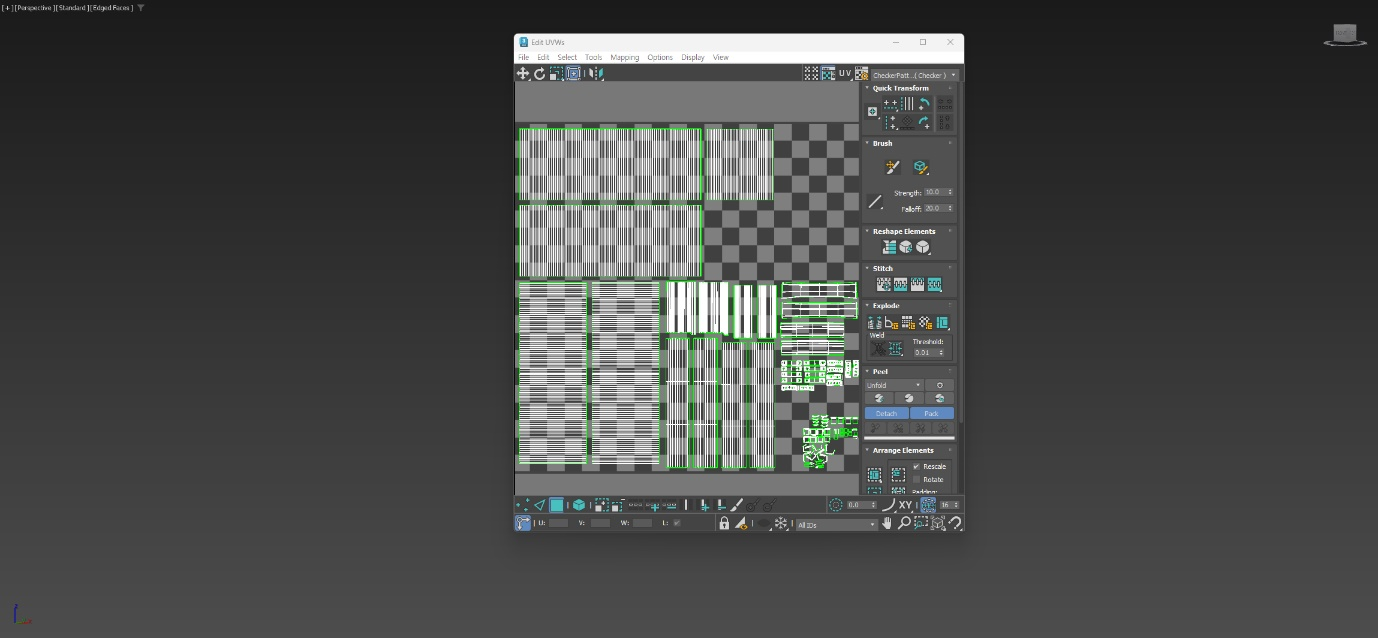 [+] [Perspective] [Standard] [Edged Faces]
Edit UVWs
File Edit Select Tools Mapping Options Display View
UV CheckerPatt...( Checker )
Quick Transform
Brush
Strength: 10.0
Falloff: 20.0
Reshape Elements
Stitch
Explode
Weld
Threshold:
0.01
Peel
Unfold
Detach Pack
Arrange Elements
Rescale
Rotate
Padding:
0.0 XY 16
U: V: W: L: All IDs